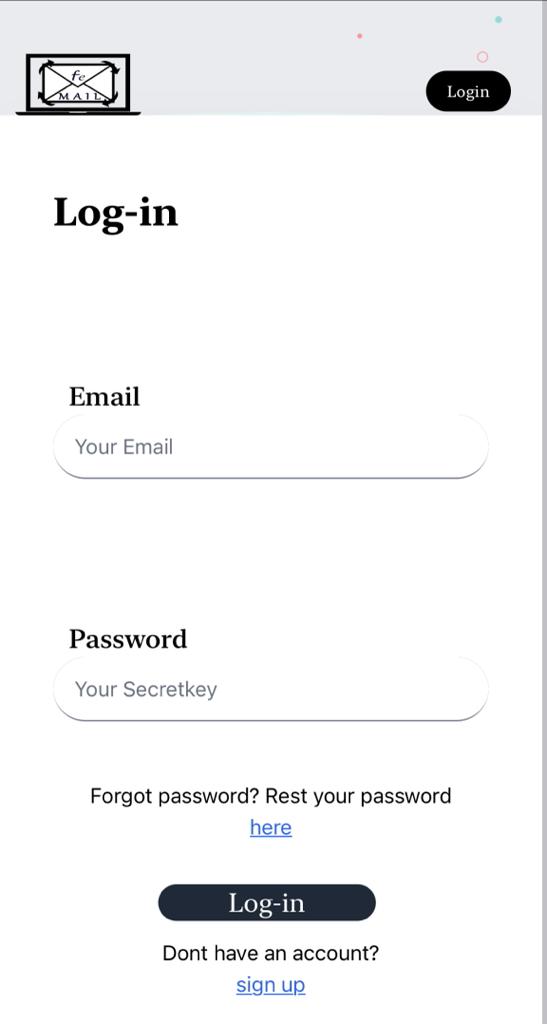 fe
MAIL
Login
Log-in
Email
Your Email
Password
Your Secretkey
Forgot password? Rest your password
here
Log-in
Dont have an account?
sign up